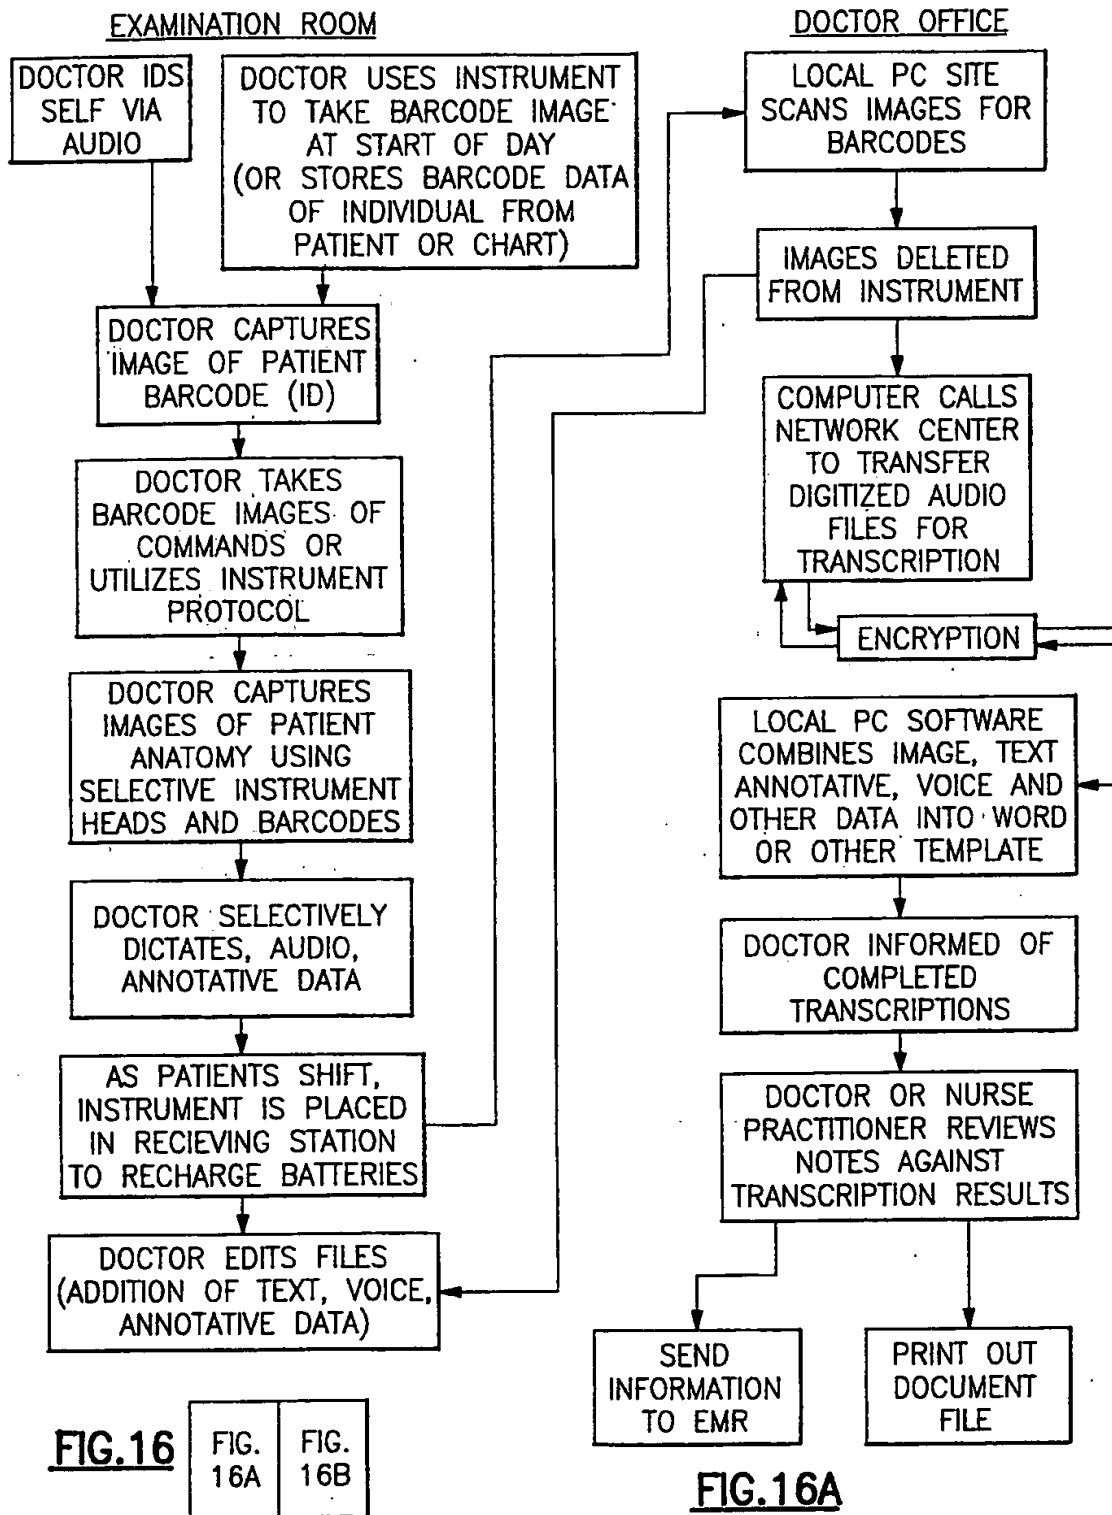 EXAMINATION ROOM
DOCTOR IDS
SELF VIA
AUDIO
DOCTOR USES INSTRUMENT
TO TAKE BARCODE IMAGE
AT START OF DAY
(OR STORES BARCODE DATA
OF INDIVIDUAL FROM
PATIENT OR CHART)
DOCTOR CAPTURES
IMAGE OF PATIENT
BARCODE (ID)
DOCTOR TAKES
BARCODE IMAGES OF
COMMANDS OR
UTILIZES INSTRUMENT
PROTOCOL
DOCTOR CAPTURES
IMAGES OF PATIENT
ANATOMY USING
SELECTIVE INSTRUMENT
HEADS AND BARCODES
DOCTOR SELECTIVELY
DICTATES, AUDIO,
ANNOTATIVE DATA
AS PATIENTS SHIFT,
INSTRUMENT IS PLACED
IN RECIEVING STATION
TO RECHARGE BATTERIES
DOCTOR EDITS FILES
(ADDITION OF TEXT, VOICE,
ANNOTATIVE DATA)
DOCTOR OFFICE
LOCAL PC SITE
SCANS IMAGES FOR
BARCODES
IMAGES DELETED
FROM INSTRUMENT
COMPUTER CALLS
NETWORK CENTER
TO TRANSFER
DIGITIZED AUDIO
FILES FOR
TRANSCRIPTION
ENCRYPTION
LOCAL PC SOFTWARE
COMBINES IMAGE, TEXT
ANNOTATIVE, VOICE AND
OTHER DATA INTO WORD
OR OTHER TEMPLATE
DOCTOR INFORMED OF
COMPLETED
TRANSCRIPTIONS
DOCTOR OR NURSE
PRACTITIONER REVIEWS
NOTES AGAINST
TRANSCRIPTION RESULTS
SEND
INFORMATION
TO EMR
PRINT OUT
DOCUMENT
FILE
FIG.16
FIG.
16A
FIG.
16B
FIG.16A